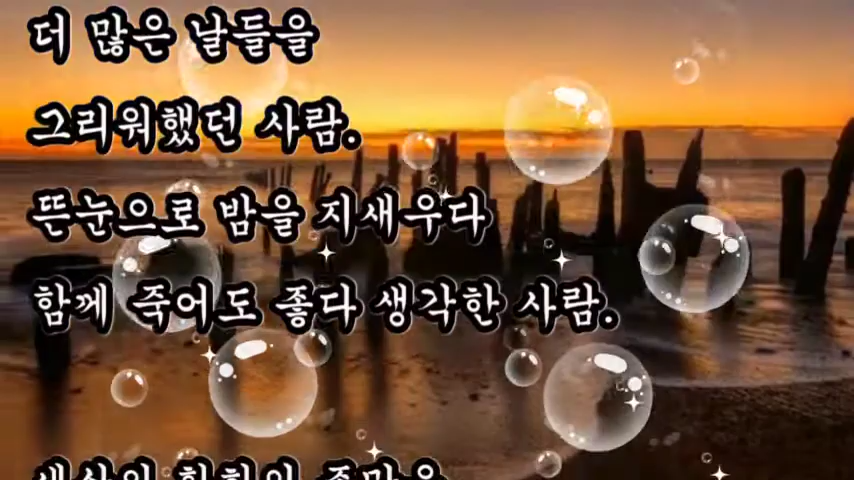 더 많은 날들을
그리워했던 사람.
뜬눈으로 밤을 지새우다
함께 죽어도 좋다 생각한 사람.